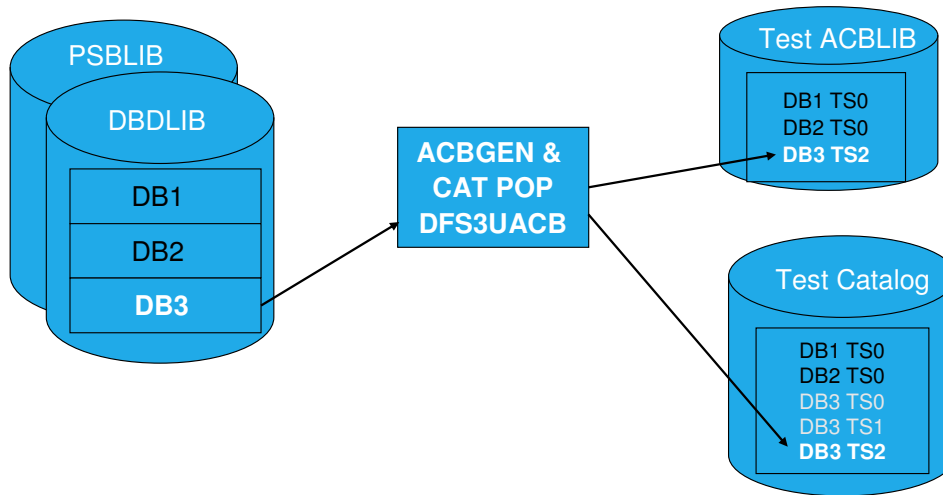 PSBLIB
DBDLIB
DB1
DB2
DB3
ACBGEN &
CAT POP
DFS3UACB
Test ACBLIB
DB1 TS0
DB2 TS0
DB3 TS2
Test Catalog
DB1 TS0
DB2 TS0
DB3 TS0
DB3 TS1
DB3 TS2